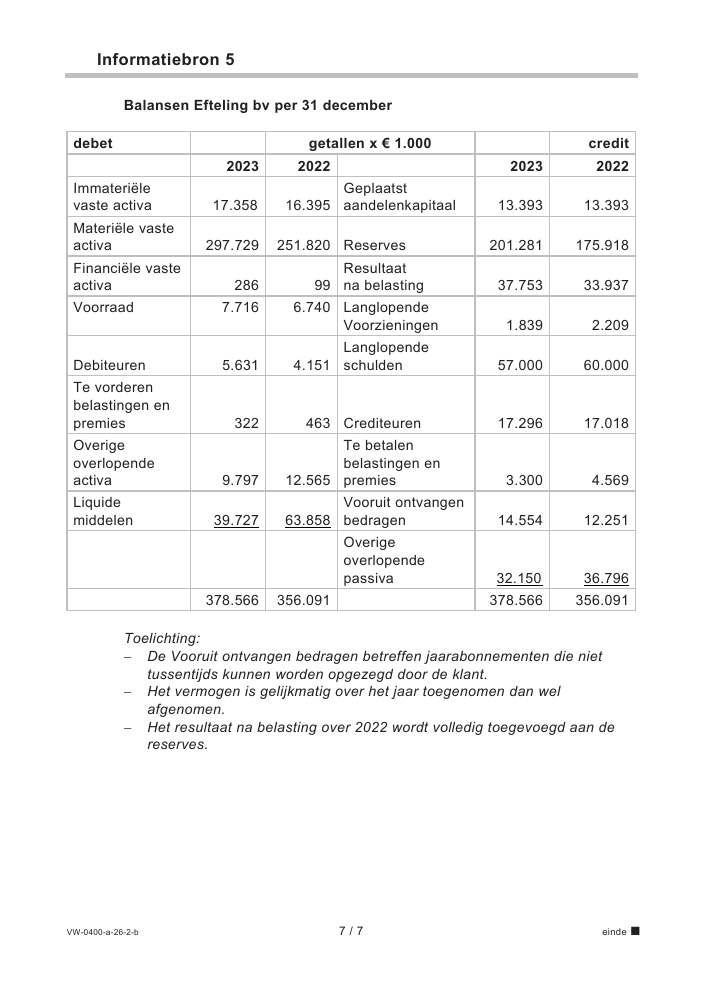 Informatiebron 5
Balansen Efteling bv per 31 december
debet getallen x € 1.000 credit
2023 2022 2023 2022
Immateriële Geplaatst
vaste activa 17.358 16.395 aandelenkapitaal 13.393 13.393
Materiële vaste
activa 297.729 251.820 Reserves 201.281 175.918
Financiële vaste Resultaat
activa 286 99 na belasting 37.753 33.937
Voorraad 7.716 6.740 Langlopende
Voorzieningen 1.839 2.209
Langlopende
Debiteuren 5.631 4.151 schulden 57.000 60.000
Te vorderen
belastingen en
premies 322 463 Crediteuren 17.296 17.018
Overige Te betalen
overlopende belastingen en
activa 9.797 12.565 premies 3.300 4.569
Liquide Vooruit ontvangen
middelen 39.727 63.858 bedragen 14.554 12.251
Overige
overlopende
passiva 32.150 36.796
378.566 356.091 378.566 356.091
Toelichting:
– De Vooruit ontvangen bedragen betreffen jaarabonnementen die niet
tussentijds kunnen worden opgezegd door de klant.
– Het vermogen is gelijkmatig over het jaar toegenomen dan wel
afgenomen.
– Het resultaat na belasting over 2022 wordt volledig toegevoegd aan de
reserves.
VW-0400-a-26-2-b 7 / 7 einde ■